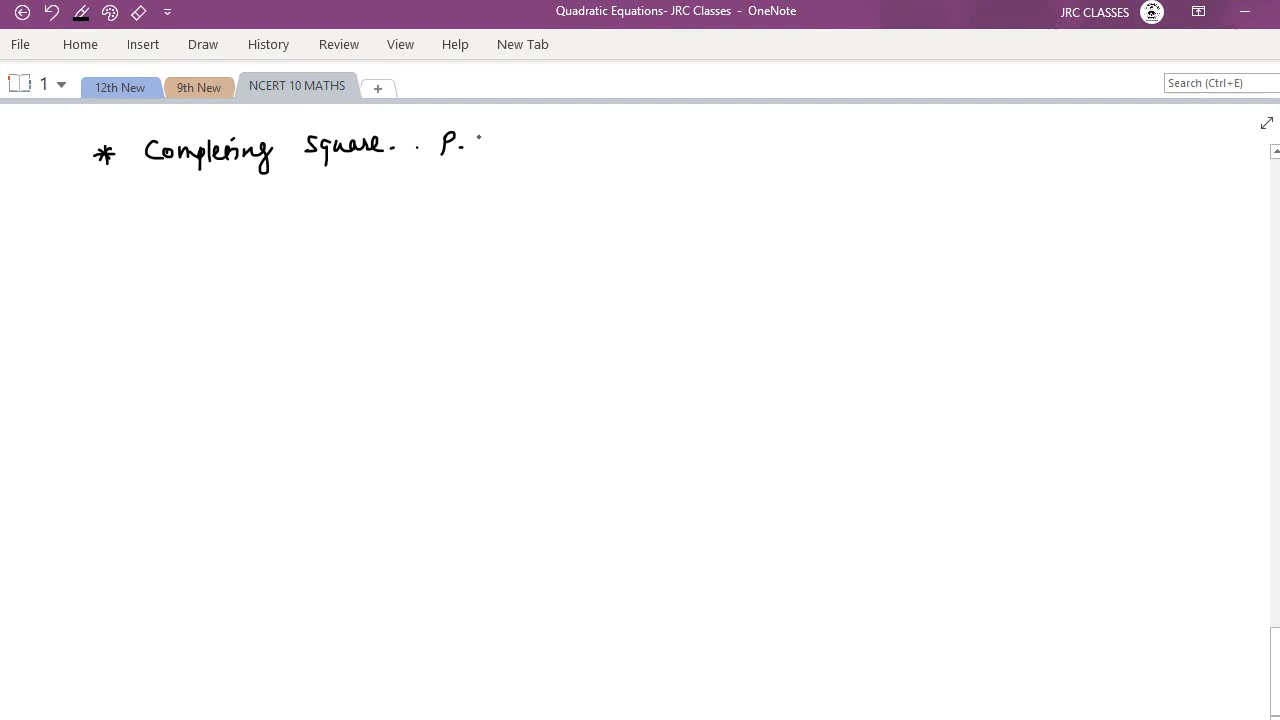 Quadratic Equations- JRC Classes - OneNote
JRC CLASSES
File Home Insert Draw History Review View Help New Tab
1 12th New 9th New NCERT 10 MATHS +
Search (Ctrl+E)
* Completing square. . P.